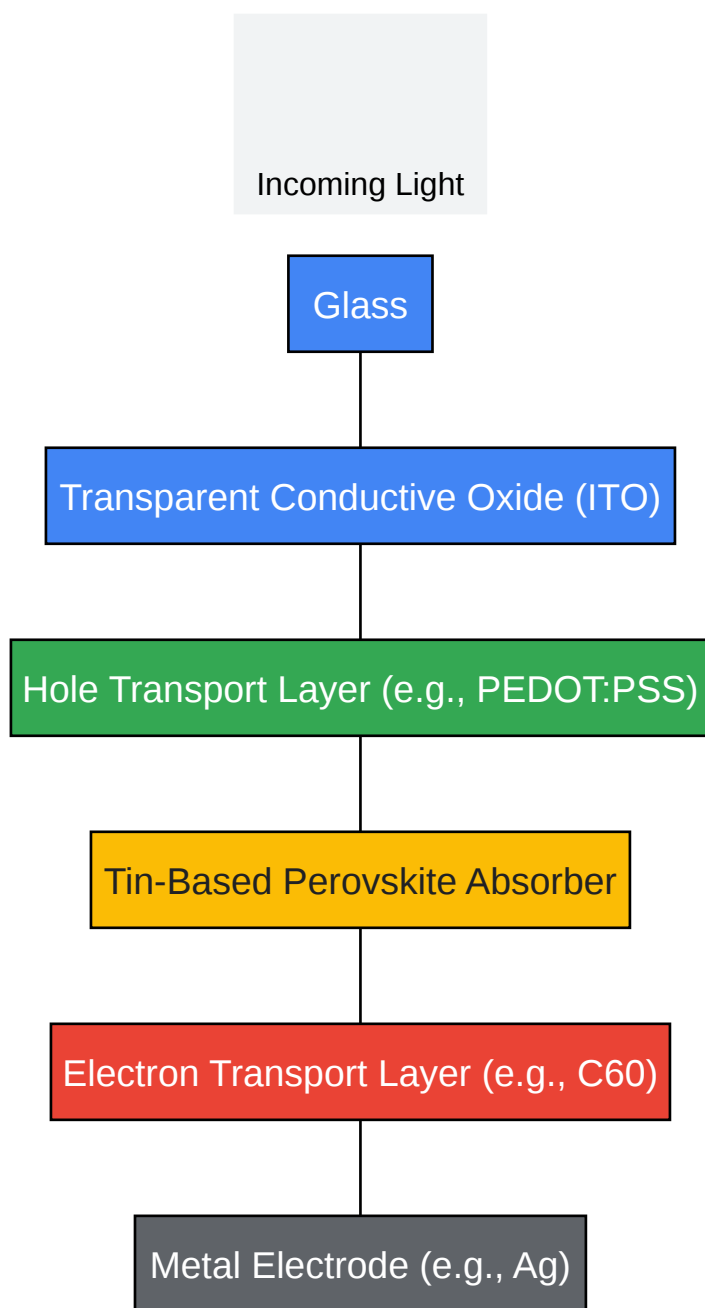 Incoming Light
Glass
Transparent Conductive Oxide (ITO)
Hole Transport Layer (e.g., PEDOT:PSS)
Tin-Based Perovskite Absorber
Electron Transport Layer (e.g., C60)
Metal Electrode (e.g., Ag)